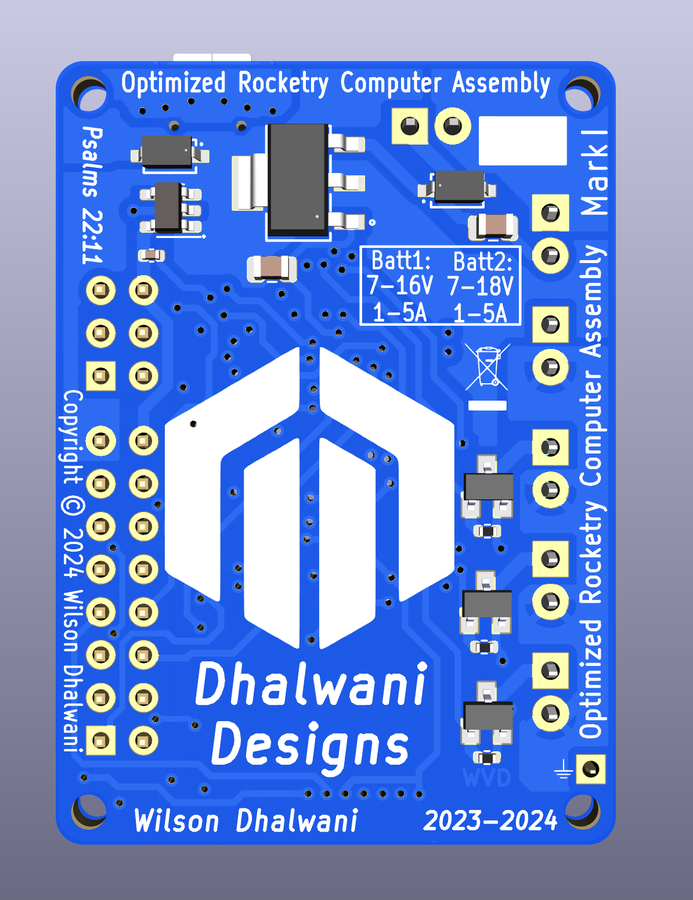 Optimized Rocketry Computer Assembly
Psalms 22:11
Mark I
Batt1: Batt2:
7-16V 7-18V
1-5A 1-5A
Optimized Rocketry Computer Assembly
Copyright © 2024 Wilson Dhalwani
Dhalwani
Designs
WVD
Wilson Dhalwani
2023-2024